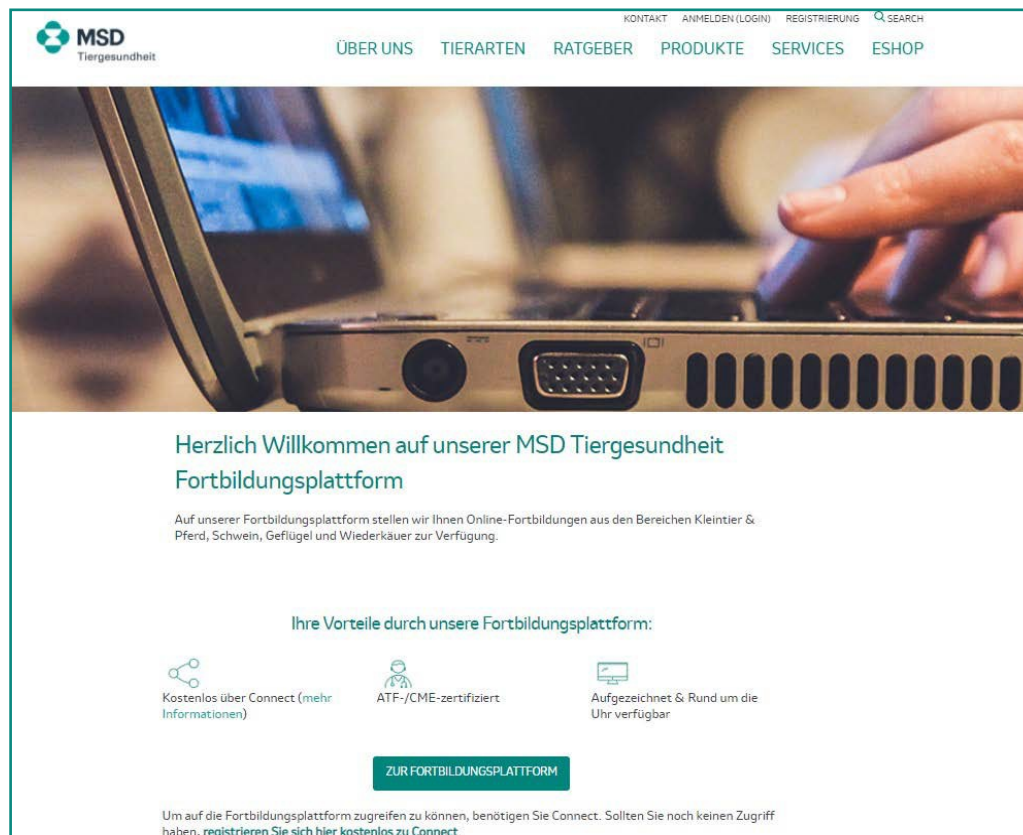 KONTAKT ANMELDEN (LOGIN) REGISTRIERUNG SEARCH
MSD
Tiergesundheit
ÜBER UNS TIERARTEN RATGEBER PRODUKTE SERVICES ESHOP
Herzlich Willkommen auf unserer MSD Tiergesundheit
Fortbildungsplattform
Auf unserer Fortbildungsplattform stellen wir Ihnen Online-Fortbildungen aus den Bereichen Kleintier &
Pferd, Schwein, Geflügel und Wiederkäuer zur Verfügung.
Ihre Vorteile durch unsere Fortbildungsplattform:
Kostenlos über Connect (mehr
Informationen)
ATF-/CME-zertifiziert
Aufgezeichnet & Rund um die
Uhr verfügbar
ZUR FORTBILDUNGSPLATTFORM
Um auf die Fortbildungsplattform zugreifen zu können, benötigen Sie Connect. Sollten Sie noch keinen Zugriff
haben, registrieren Sie sich hier kostenlos zu Connect